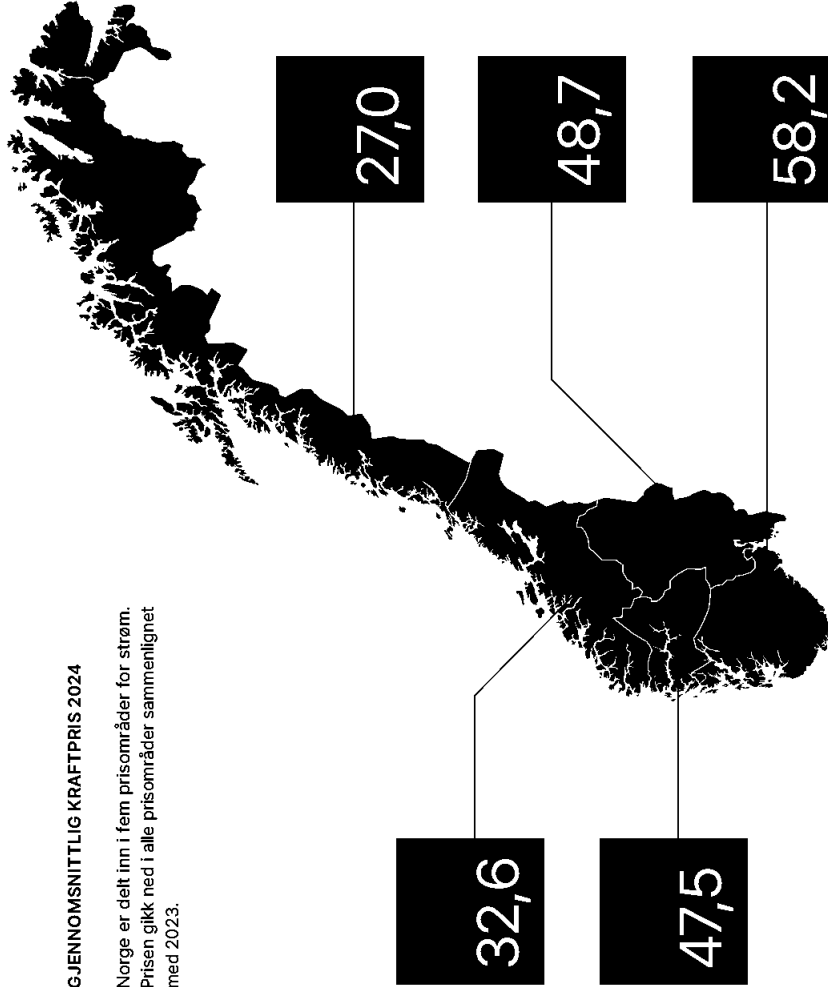 GJENNOMSNITTLIG KRAFTPRIS 2024
Norge er delt inn i fem prisområder for strøm.
Prisen gikk ned i alle prisområder sammenlignet
med 2023.
27,0
32,6
48,7
47,5
58,2